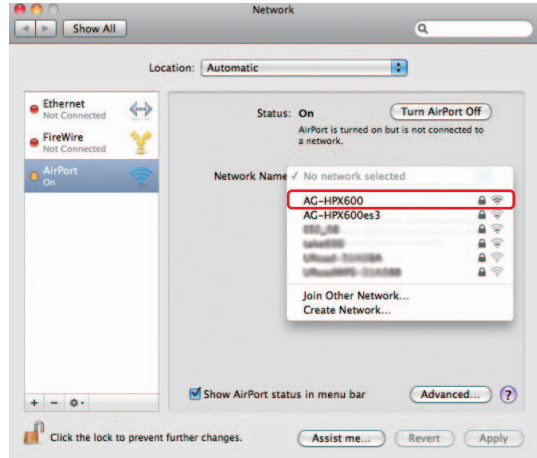 Network
Show All
Location: Automatic
Ethernet
Not Connected
FireWire
Not Connected
AirPort
On
Status: On
Turn AirPort Off
AirPort is turned on but is not connected to
a network.
Network Name
✓ No network selected
AG-HPX600
AG-HPX600es3
Join Other Network...
Create Network...
Show AirPort status in menu bar
Advanced...
?
Click the lock to prevent further changes.
Assist me...
Revert
Apply